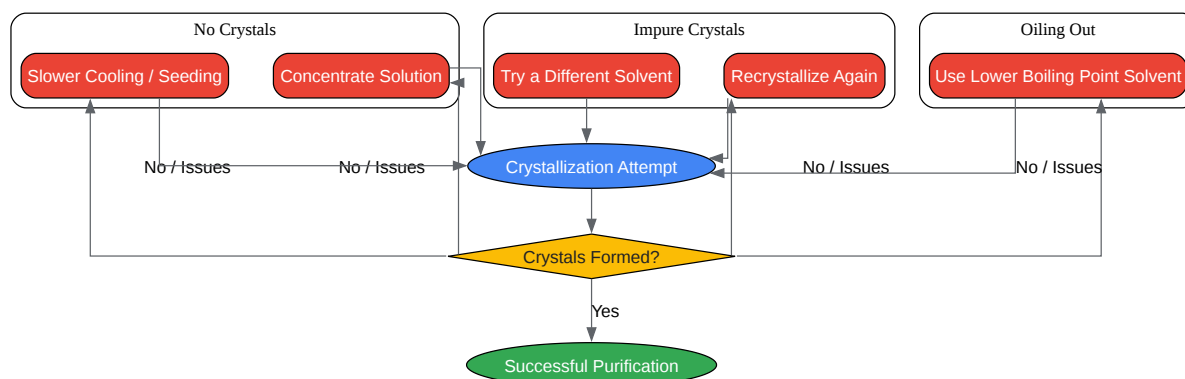 No Crystals
Impure Crystals
Oiling Out
Slower Cooling / Seeding
Concentrate Solution
Try a Different Solvent
Recrystallize Again
Use Lower Boiling Point Solvent
Crystallization Attempt
No / Issues
No / Issues
No / Issues
No / Issues
Crystals Formed?
Yes
Successful Purification